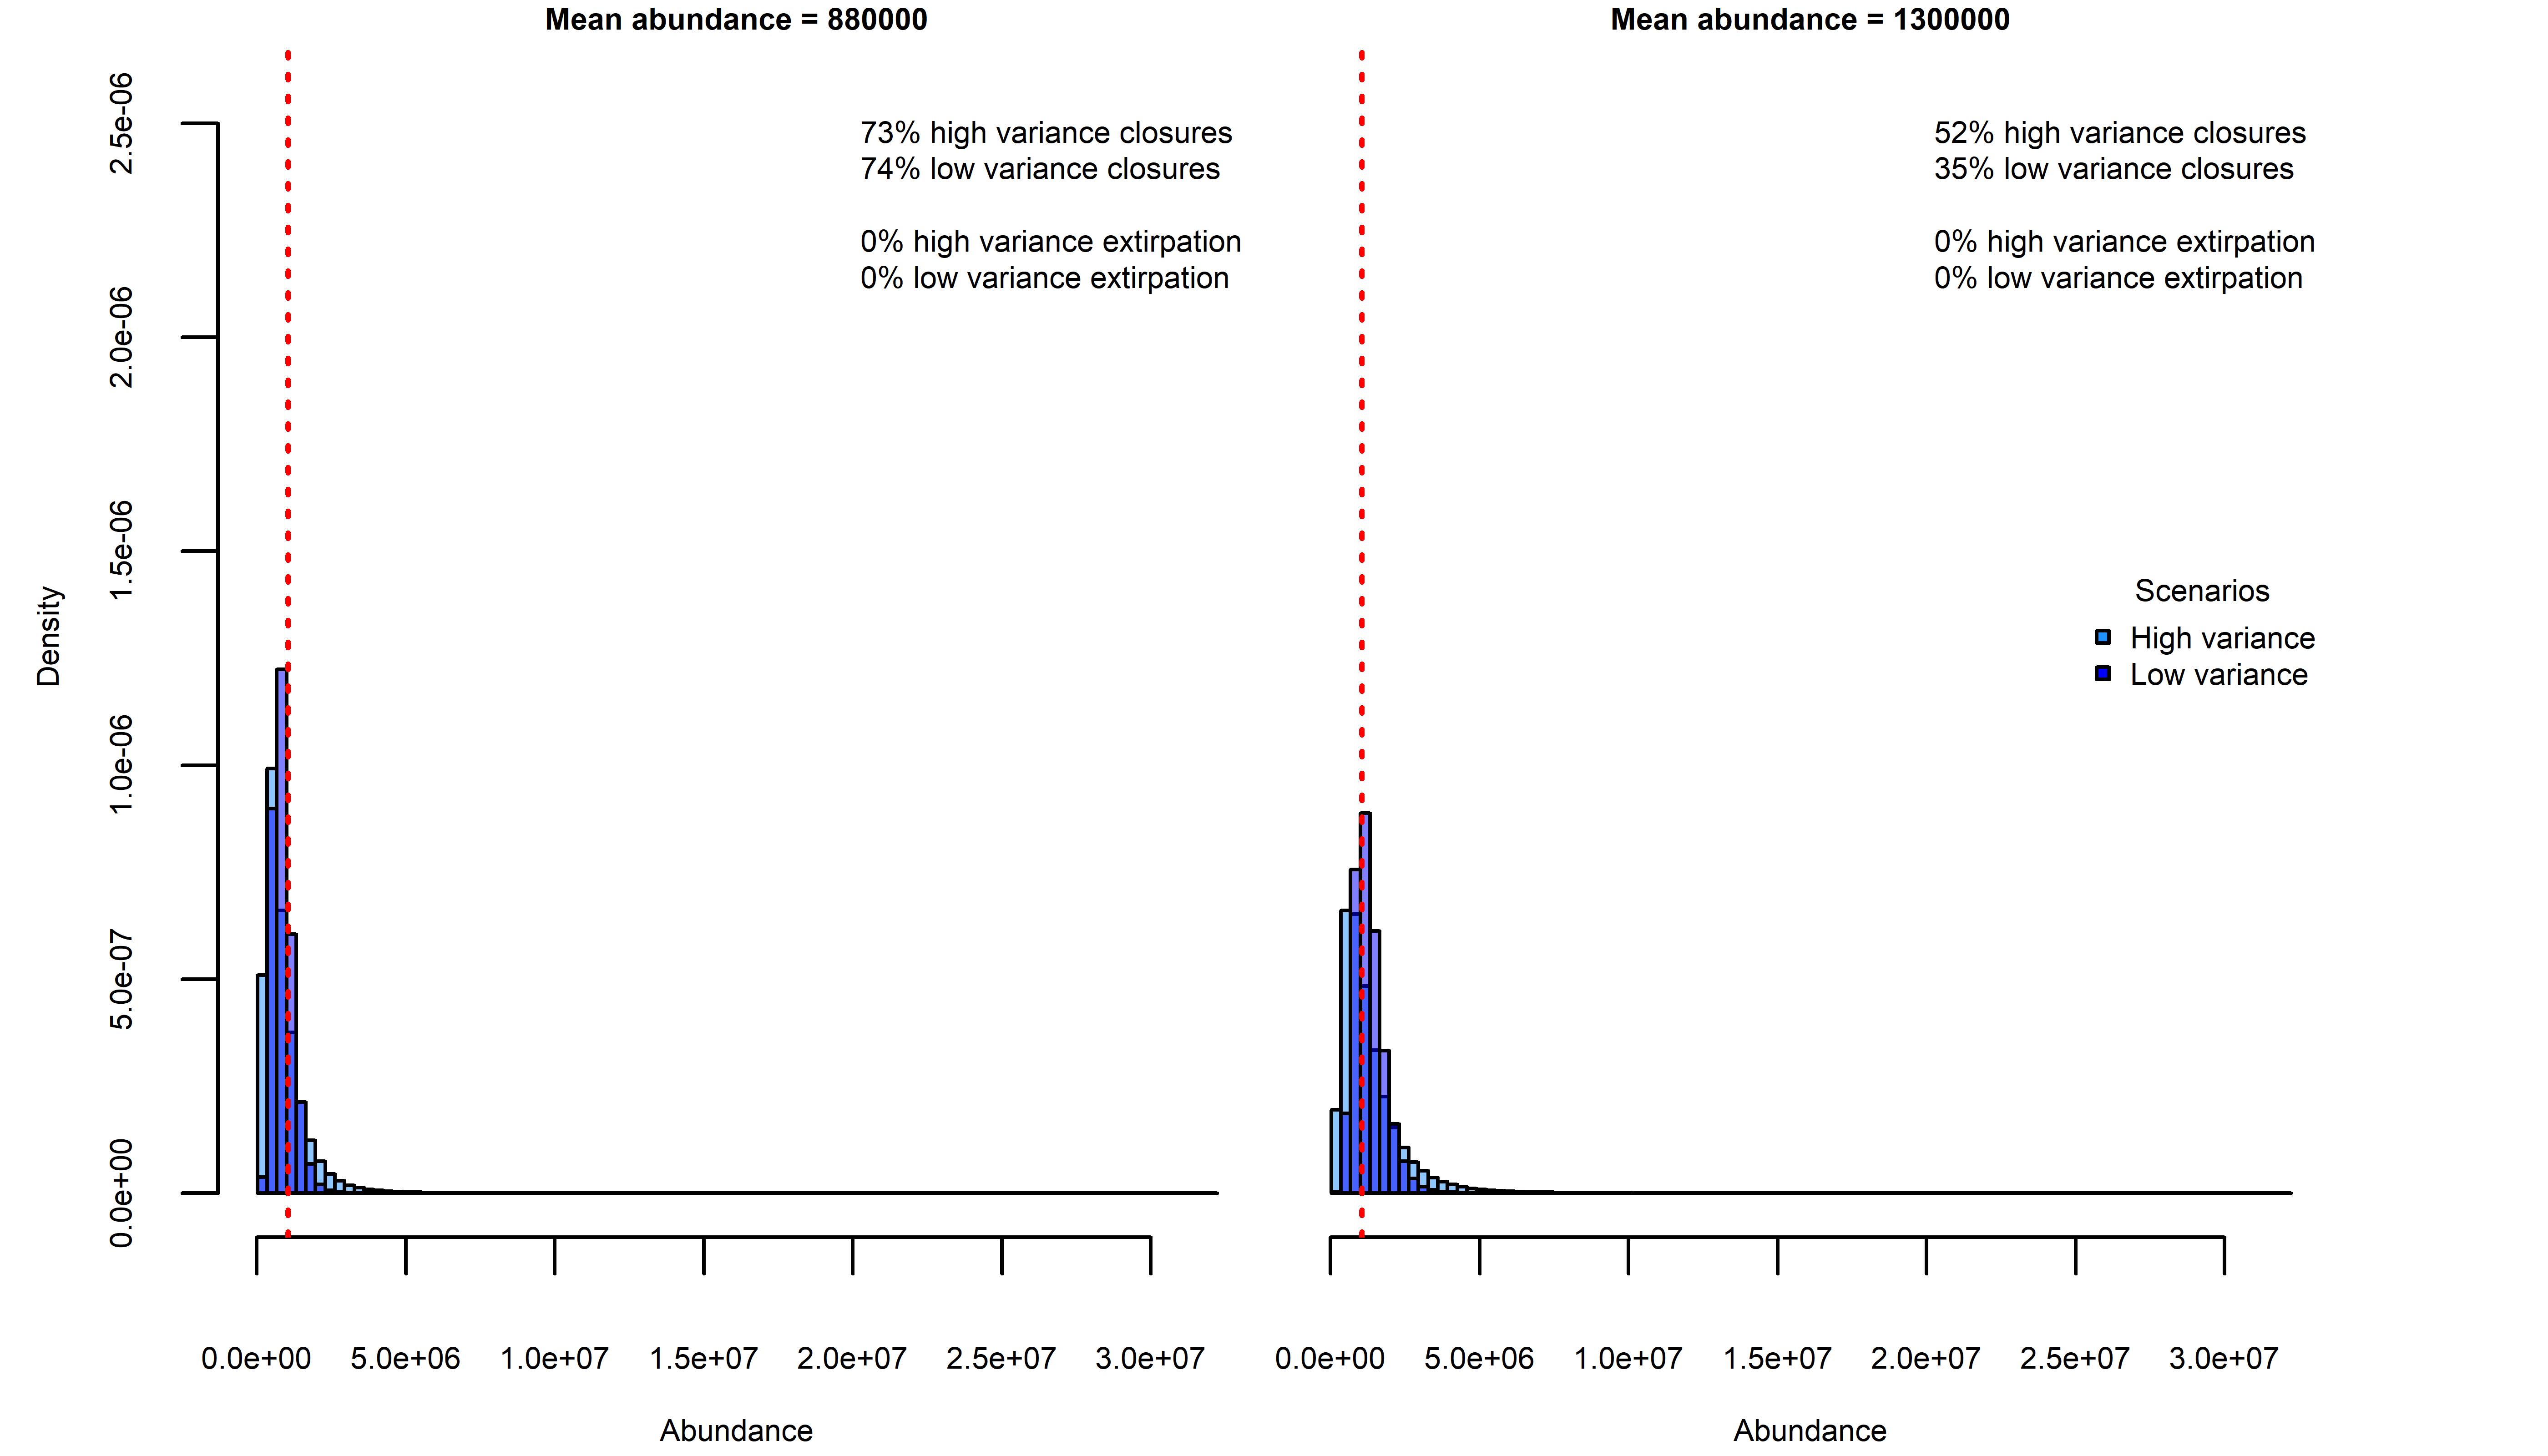 Mean abundance = 880000
Mean abundance = 1300000
2.5e-06
2.0e-06
1.5e-06
1.0e-06
5.0e-07
0.0e+00
Density
73% high variance closures
74% low variance closures
0% high variance extirpation
0% low variance extirpation
52% high variance closures
35% low variance closures
0% high variance extirpation
0% low variance extirpation
Scenarios
High variance
Low variance
0.0e+00 5.0e+06 1.0e+07 1.5e+07 2.0e+07 2.5e+07 3.0e+07
0.0e+00 5.0e+06 1.0e+07 1.5e+07 2.0e+07 2.5e+07 3.0e+07
Abundance
Abundance